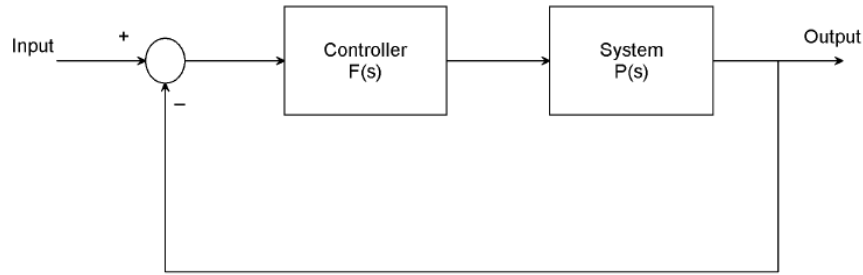 Input
+
Controller
F(s)
System
P(s)
Output
−